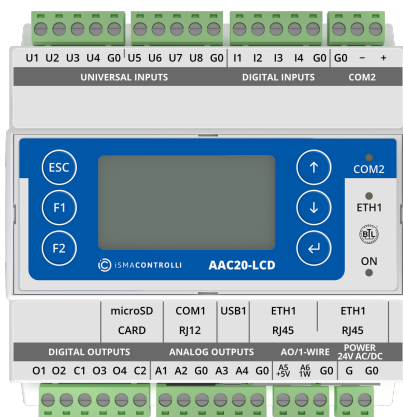 U1 U2 U3 U4 G0 U5 U6 U7 U8 G0 I1 I2 I3 I4 G0 G0 − +
UNIVERSAL INPUTS DIGITAL INPUTS COM2
ESC
F1
F2
↑
↓
↵
COM2
ETH1
BTL
ON
iSMACONTROLLI AAC20-LCD
microSD COM1 USB1 ETH1 ETH1
CARD RJ12 RJ45 RJ45
DIGITAL OUTPUTS ANALOG OUTPUTS AO/1-WIRE POWER
24V AC/DC
O1 O2 C1 O3 O4 C2 A1 A2 G0 A3 A4 G0 A5 A6 G0 G G0
+5V 1W